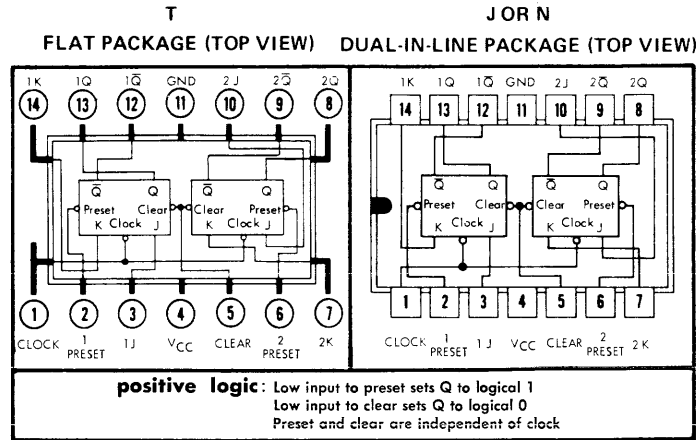 T
FLAT PACKAGE (TOP VIEW)
1K 1Q 1Q̅ GND 2J 2Q̅ 2Q
14 13 12 11 10 9 8
Q̅ Q Q̅ Q
Preset Clear Clear Preset
K Clock J K Clock J
1 2 3 4 5 6 7
CLOCK 1 PRESET 1J VCC CLEAR 2 PRESET 2K
J OR N
DUAL-IN-LINE PACKAGE (TOP VIEW)
1K 1Q 1Q̅ GND 2J 2Q̅ 2Q
14 13 12 11 10 9 8
Q̅ Q Q̅ Q
Preset Clear Clear Preset
K Clock J K Clock J
1 2 3 4 5 6 7
CLOCK 1 PRESET 1J VCC CLEAR 2 PRESET 2K
positive logic: Low input to preset sets Q to logical 1
Low input to clear sets Q to logical 0
Preset and clear are independent of clock